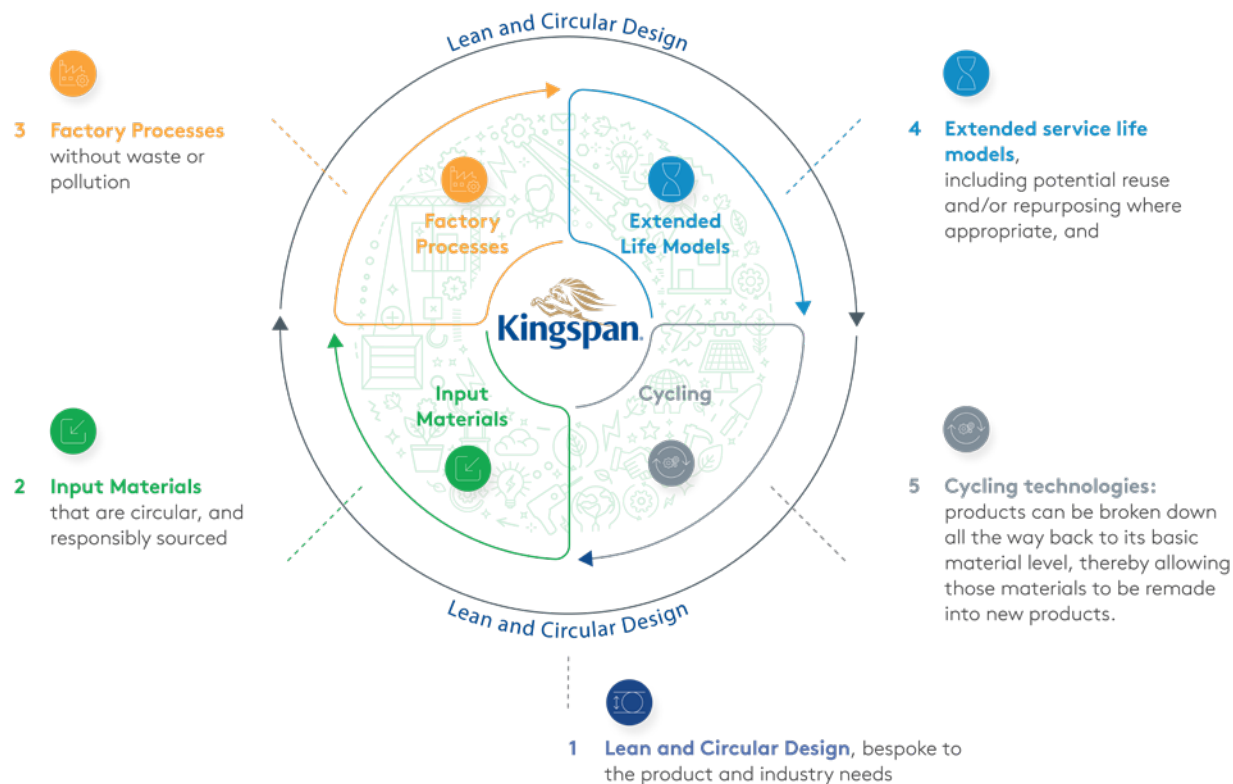 Lean and Circular Design
3 Factory Processes
without waste or
pollution
4 Extended service life
models,
including potential reuse
and/or repurposing where
appropriate, and
Factory
Processes
Extended
Life Models
Kingspan.
Input
Materials
Cycling
2 Input Materials
that are circular, and
responsibly sourced
5 Cycling technologies:
products can be broken down
all the way back to its basic
material level, thereby allowing
those materials to be remade
into new products.
Lean and Circular Design
1 Lean and Circular Design, bespoke to
the product and industry needs